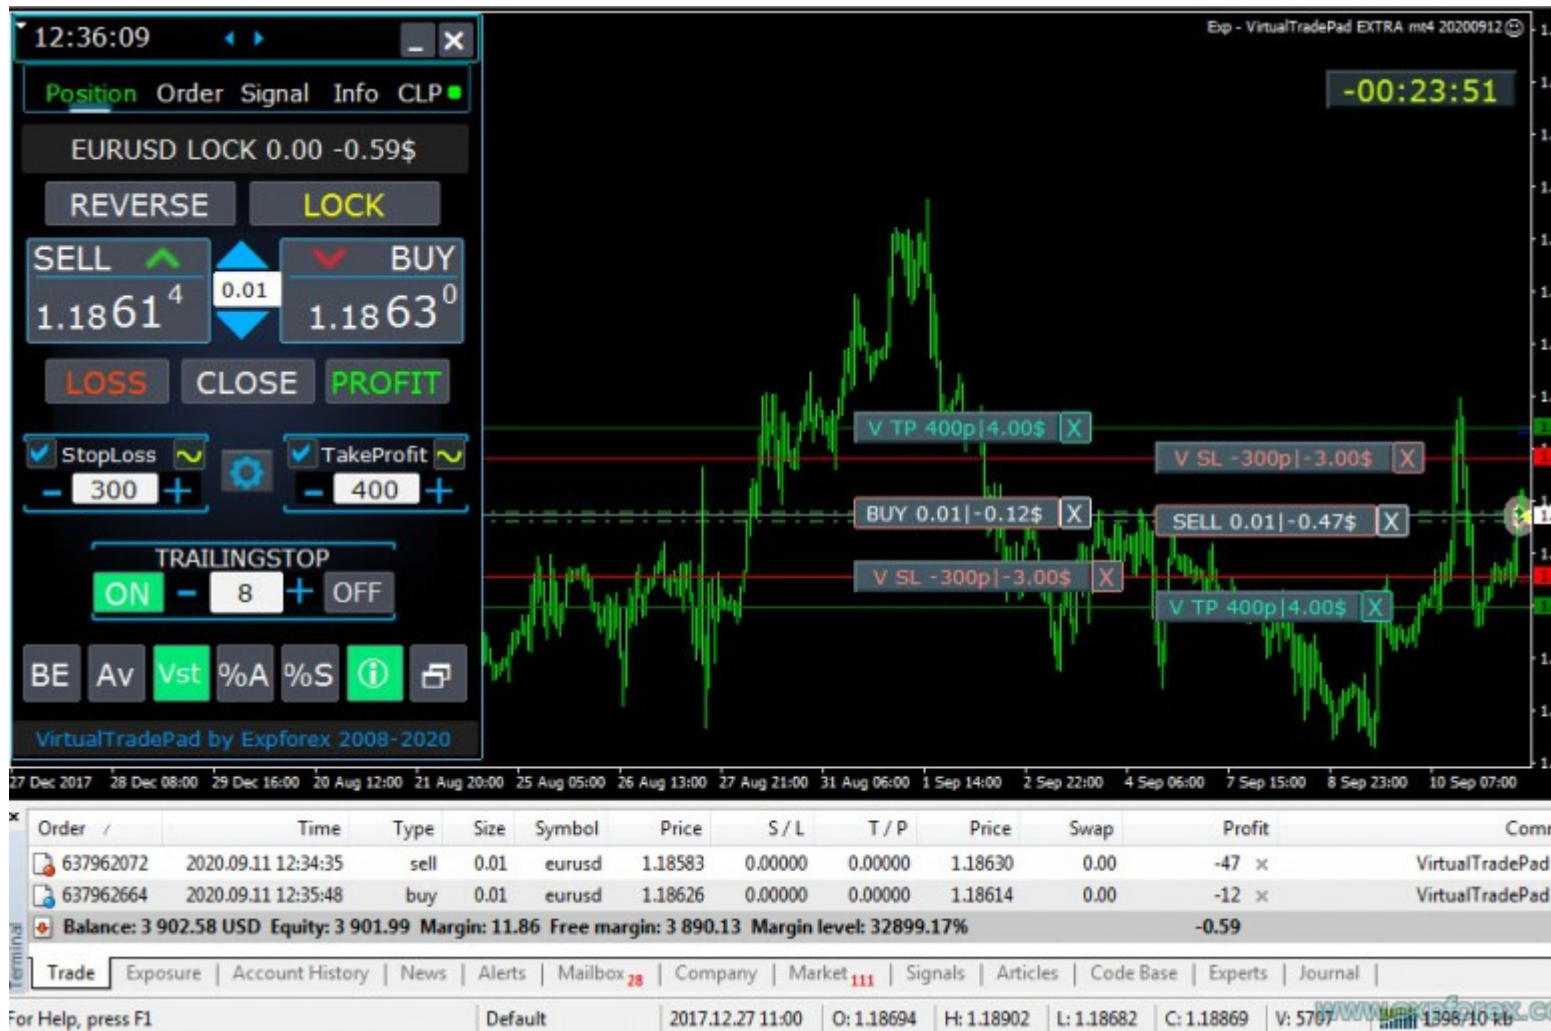 12:36:09
Exp - VirtualTradePad EXTRA mt4 20200912
-00:23:51
Position Order Signal Info CLP
EURUSD LOCK 0.00 -0.59$
REVERSE LOCK
SELL BUY
0.01
1.18614 1.18630
LOSS CLOSE PROFIT
StopLoss TakeProfit
- 300 + - 400 +
TRAILINGSTOP
ON - 8 + OFF
BE Av Vst %A %S
VirtualTradePad by Expforex 2008-2020
V TP 400p|4.00$ X
V SL -300p|-3.00$ X
BUY 0.01|-0.12$ X
SELL 0.01|-0.47$ X
V SL -300p|-3.00$ X
V TP 400p|4.00$ X
27 Dec 2017 28 Dec 08:00 29 Dec 16:00 20 Aug 12:00 21 Aug 20:00 25 Aug 05:00 26 Aug 13:00 27 Aug 21:00 31 Aug 06:00 1 Sep 14:00 2 Sep 22:00 4 Sep 06:00 7 Sep 15:00 8 Sep 23:00 10 Sep 07:00
Order / Time Type Size Symbol Price S / L T / P Price Swap Profit Comm
637962072 2020.09.11 12:34:35 sell 0.01 eurusd 1.18583 0.00000 0.00000 1.18630 0.00 -47 VirtualTradePad
637962664 2020.09.11 12:35:48 buy 0.01 eurusd 1.18626 0.00000 0.00000 1.18614 0.00 -12 VirtualTradePad
Balance: 3 902.58 USD Equity: 3 901.99 Margin: 11.86 Free margin: 3 890.13 Margin level: 32899.17% -0.59
Terminal
Trade Exposure | Account History | News | Alerts | Mailbox 28 | Company | Market 111 | Signals | Articles | Code Base | Experts | Journal |
For Help, press F1 Default 2017.12.27 11:00 O: 1.18694 H: 1.18902 L: 1.18682 C: 1.18869 V: 5707 1398/10 kb
www.expforex.co